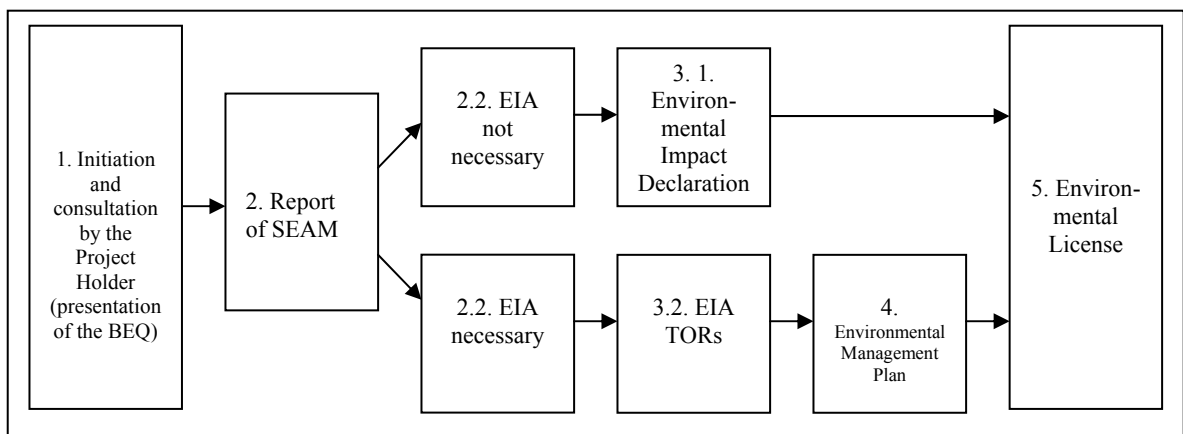 1. Initiation
and
consultation
by the
Project
Holder
(presentation
of the BEQ)
2. Report
of SEAM
2.2. EIA
not
necessary
3. 1.
Environ-
mental
Impact
Declaration
2.2. EIA
necessary
3.2. EIA
TORs
4.
Environmental
Management
Plan
5. Environ-
mental
License